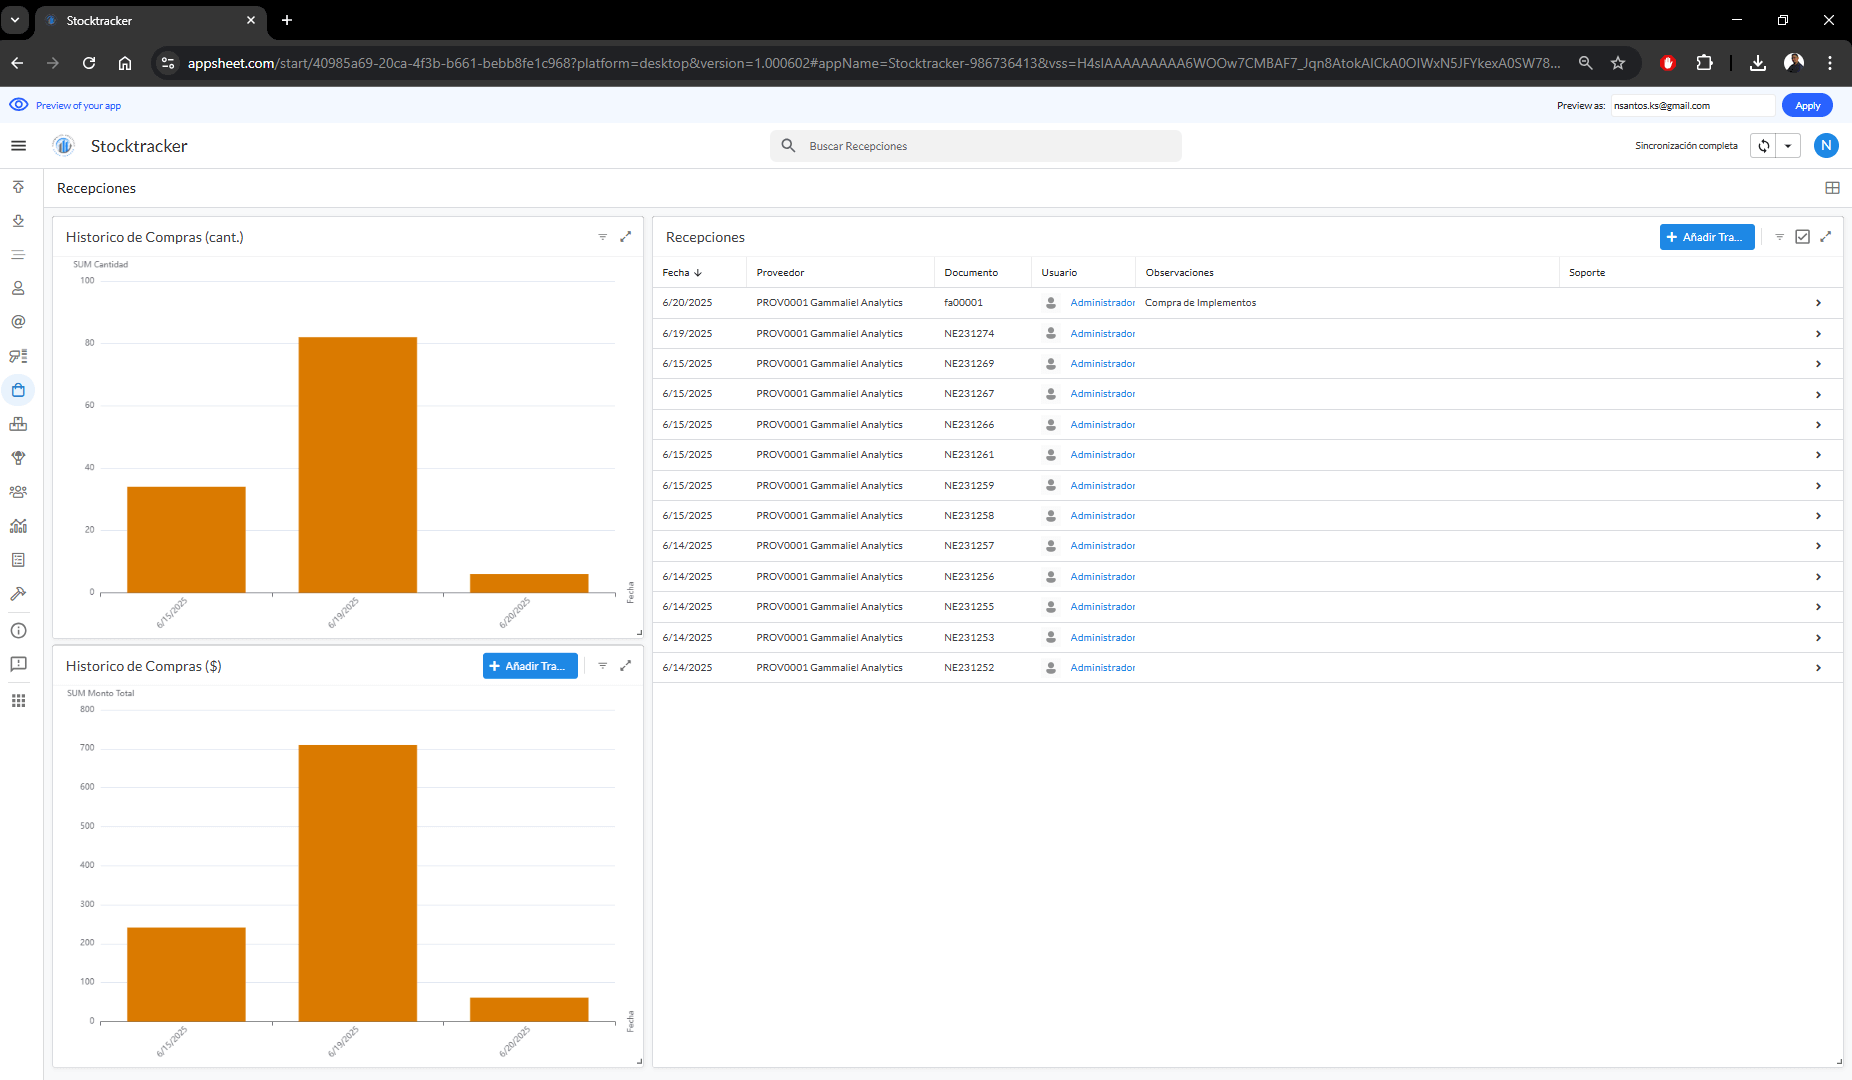 Stocktracker
appsheet.com/start/40985a69-20ca-4f3b-b661-bebb8fe1c968?platform=desktop&version=1.000602#appName=Stocktracker-986736413&vss=H4sIAAAAAAAAA6WOOw7CMBAF7_Jqn8AtokAICkA0OIWxN5JFYkexA0SW78...
Preview of your app
Preview as: nsantos.ks@gmail.com Apply
Stocktracker
Buscar Recepciones
Sincronización completa
N
Recepciones
Historico de Compras (cant.)
SUM Cantidad
100
80
60
40
20
0
6/15/2025 6/19/2025 6/20/2025
Fecha
Historico de Compras ($)
+ Añadir Tra...
SUM Monto Total
800
700
600
500
400
300
200
100
0
6/15/2025 6/19/2025 6/20/2025
Fecha
Recepciones
+ Añadir Tra...
Fecha Proveedor Documento Usuario Observaciones Soporte
6/20/2025 PROV0001 Gammaliel Analytics fa00001 Administrador Compra de Implementos
6/19/2025 PROV0001 Gammaliel Analytics NE231274 Administrador
6/15/2025 PROV0001 Gammaliel Analytics NE231269 Administrador
6/15/2025 PROV0001 Gammaliel Analytics NE231267 Administrador
6/15/2025 PROV0001 Gammaliel Analytics NE231266 Administrador
6/15/2025 PROV0001 Gammaliel Analytics NE231261 Administrador
6/15/2025 PROV0001 Gammaliel Analytics NE231259 Administrador
6/15/2025 PROV0001 Gammaliel Analytics NE231258 Administrador
6/14/2025 PROV0001 Gammaliel Analytics NE231257 Administrador
6/14/2025 PROV0001 Gammaliel Analytics NE231256 Administrador
6/14/2025 PROV0001 Gammaliel Analytics NE231255 Administrador
6/14/2025 PROV0001 Gammaliel Analytics NE231253 Administrador
6/14/2025 PROV0001 Gammaliel Analytics NE231252 Administrador